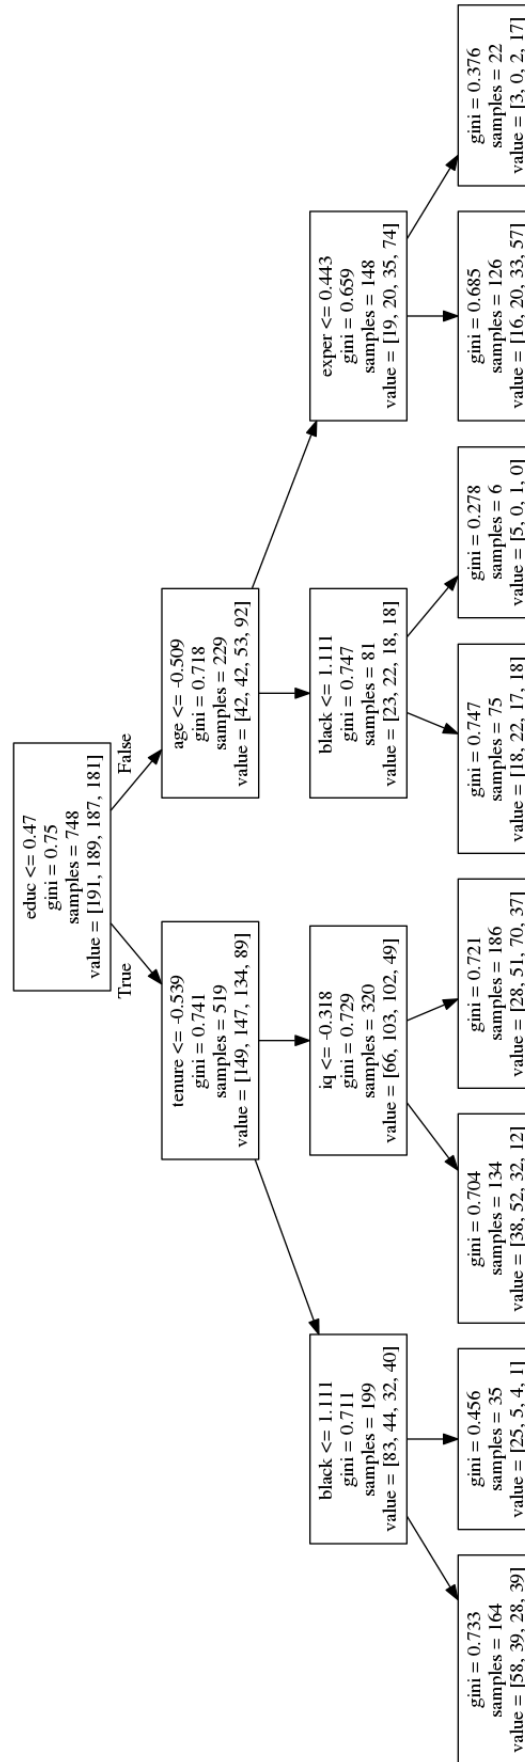 educ <= 0.47
gini = 0.75
samples = 748
value = [191, 189, 187, 181]
True
False
tenure <= -0.539
gini = 0.741
samples = 519
value = [149, 147, 134, 89]
age <= -0.509
gini = 0.718
samples = 229
value = [42, 42, 53, 92]
black <= 1.111
gini = 0.711
samples = 199
value = [83, 44, 32, 40]
iq <= -0.318
gini = 0.729
samples = 320
value = [66, 103, 102, 49]
black <= 1.111
gini = 0.747
samples = 81
value = [23, 22, 18, 18]
exper <= 0.443
gini = 0.659
samples = 148
value = [19, 20, 35, 74]
gini = 0.733
samples = 164
value = [58, 39, 28, 39]
gini = 0.456
samples = 35
value = [25, 5, 4, 1]
gini = 0.704
samples = 134
value = [38, 52, 32, 12]
gini = 0.721
samples = 186
value = [28, 51, 70, 37]
gini = 0.747
samples = 75
value = [18, 22, 17, 18]
gini = 0.278
samples = 6
value = [5, 0, 1, 0]
gini = 0.685
samples = 126
value = [16, 20, 33, 57]
gini = 0.376
samples = 22
value = [3, 0, 2, 17]